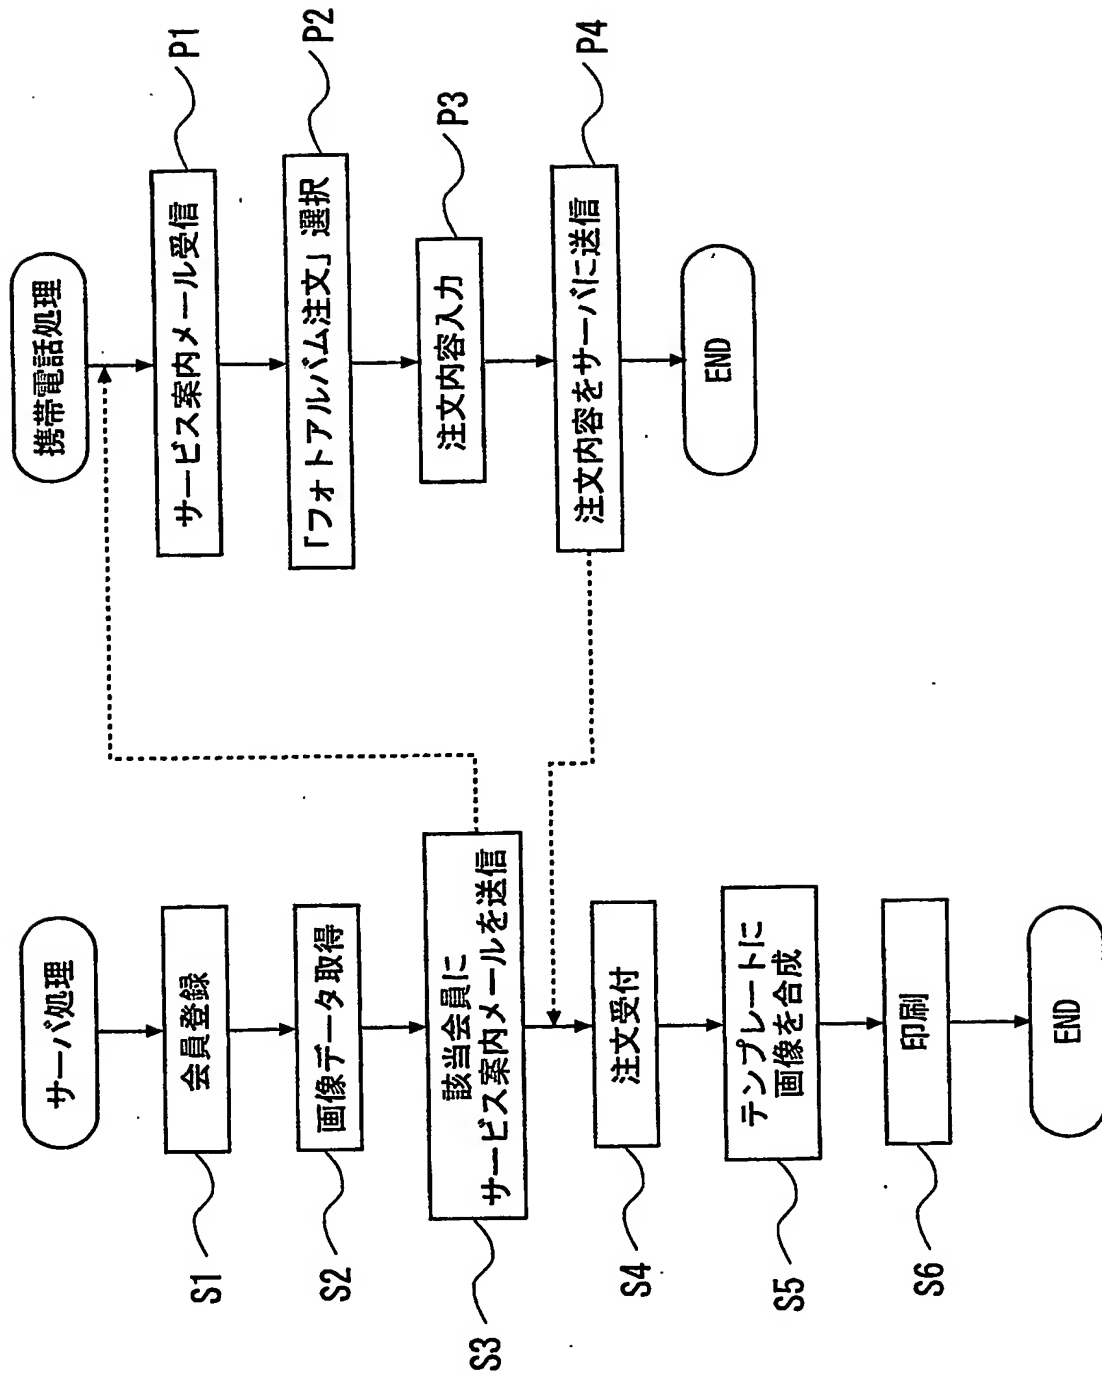 サーバ処理
会員登録
S1
画像データ取得
S2
該当会員に
サービス案内メールを送信
S3
注文受付
S4
テンプレートに
画像を合成
S5
印刷
S6
END
携帯電話処理
サービス案内メール受信
P1
「フォトアルバム注文」選択
P2
注文内容入力
P3
注文内容をサーバに送信
P4
END